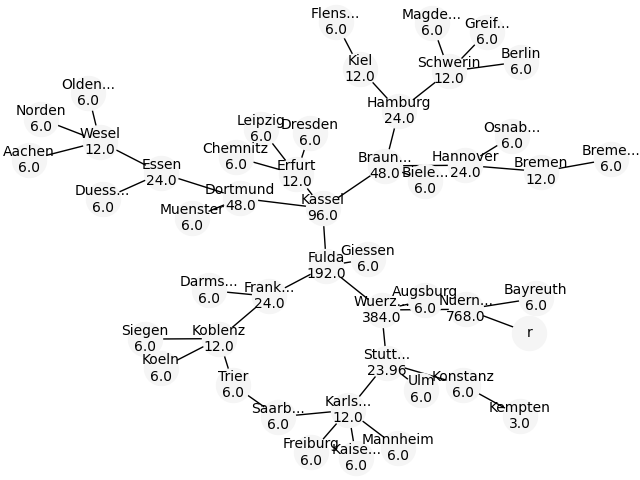 Flens...
6.0
Magde...
6.0
Greif...
6.0
Kiel
12.0
Schwerin
12.0
Berlin
6.0
Olden...
6.0
Norden
6.0
Hamburg
24.0
Leipzig
6.0
Dresden
6.0
Wesel
12.0
Osnab...
6.0
Aachen
6.0
Chemnitz
6.0
Braun...
48.0
Hannover
24.0
Bremen
12.0
Breme...
6.0
Essen
24.0
Erfurt
12.0
Biele...
6.0
Duess...
6.0
Dortmund
48.0
Muenster
6.0
Kassel
96.0
Fulda
192.0
Giessen
6.0
Darms...
6.0
Frank...
24.0
Wuerz...
384.0
Augsburg
6.0
Nuern...
768.0
Bayreuth
6.0
r
Siegen
6.0
Koblenz
12.0
Koeln
6.0
Stutt...
23.96
Trier
6.0
Ulm
6.0
Konstanz
6.0
Saarb...
6.0
Karls...
12.0
Kempten
3.0
Freiburg
6.0
Kaise...
6.0
Mannheim
6.0